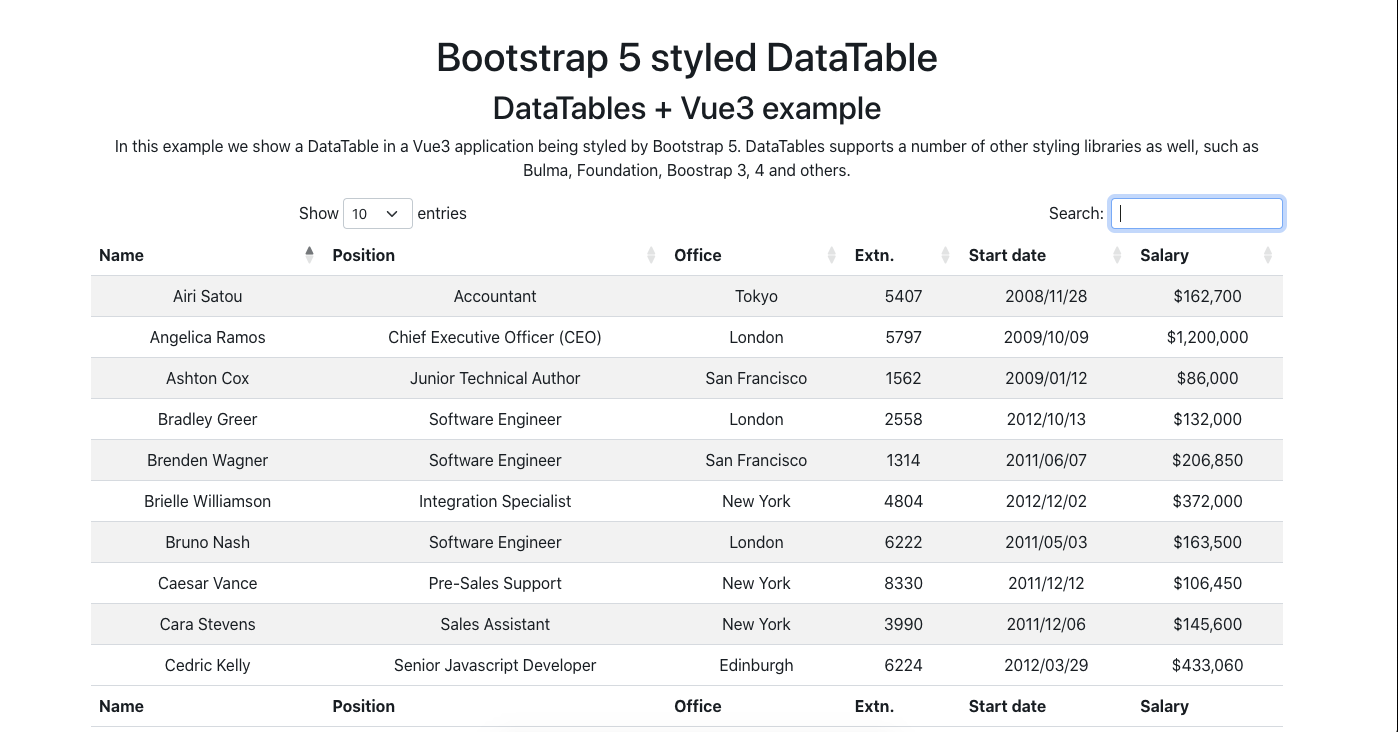 Bootstrap 5 styled DataTable
DataTables + Vue3 example
In this example we show a DataTable in a Vue3 application being styled by Bootstrap 5. DataTables supports a number of other styling libraries as well, such as
Bulma, Foundation, Boostrap 3, 4 and others.
Show 10 entries Search:
Name Position Office Extn. Start date Salary
Airi Satou Accountant Tokyo 5407 2008/11/28 $162,700
Angelica Ramos Chief Executive Officer (CEO) London 5797 2009/10/09 $1,200,000
Ashton Cox Junior Technical Author San Francisco 1562 2009/01/12 $86,000
Bradley Greer Software Engineer London 2558 2012/10/13 $132,000
Brenden Wagner Software Engineer San Francisco 1314 2011/06/07 $206,850
Brielle Williamson Integration Specialist New York 4804 2012/12/02 $372,000
Bruno Nash Software Engineer London 6222 2011/05/03 $163,500
Caesar Vance Pre-Sales Support New York 8330 2011/12/12 $106,450
Cara Stevens Sales Assistant New York 3990 2011/12/06 $145,600
Cedric Kelly Senior Javascript Developer Edinburgh 6224 2012/03/29 $433,060
Name Position Office Extn. Start date Salary